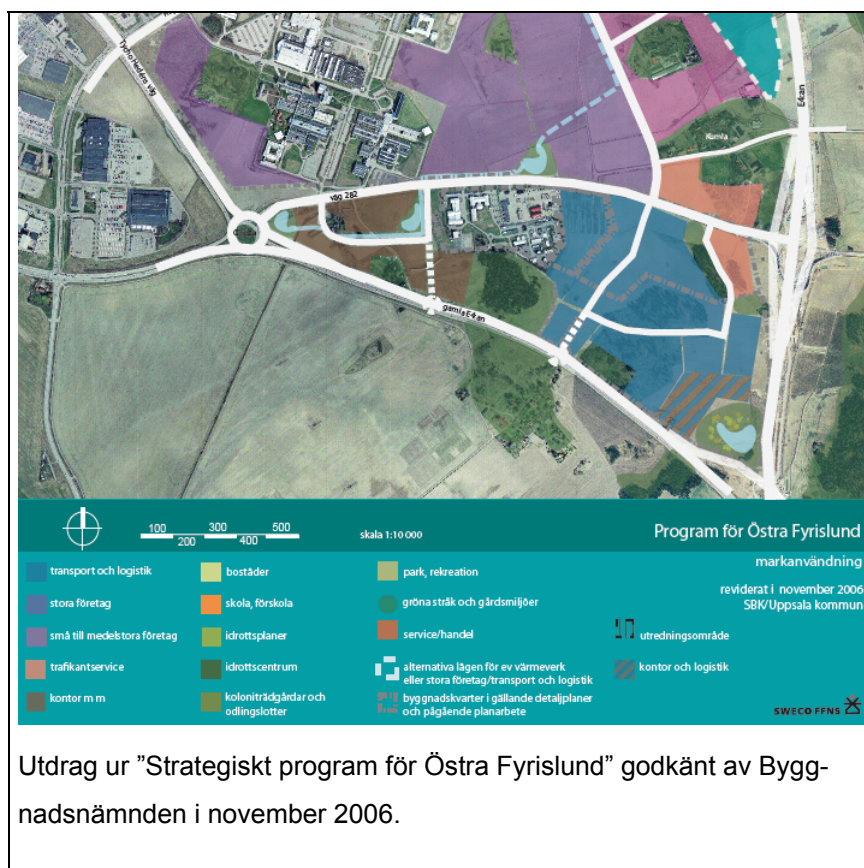 Tycho Hedéns väg
E4:an
Kumla
väg 282
gamla E4:an
100 300 500
200 400
skala 1:10 000
Program för Östra Fyrislund
markanvändning
reviderat i november 2006
SBK/Uppsala kommun
transport och logistik
stora företag
små till medelstora företag
trafikantservice
kontor m m
bostäder
skola, förskola
idrottsplaner
idrottscentrum
koloniträdgårdar och
odlingslotter
park, rekreation
gröna stråk och gårdsmiljöer
service/handel
alternativa lägen för ev värmeverk
eller stora företag/transport och logistik
byggnadskvarter i gällande detaljplaner
och pågående planarbete
utredningsområde
kontor och logistik
SWECO FFNS
Utdrag ur ”Strategiskt program för Östra Fyrislund” godkänt av Bygg-
nadsnämnden i november 2006.